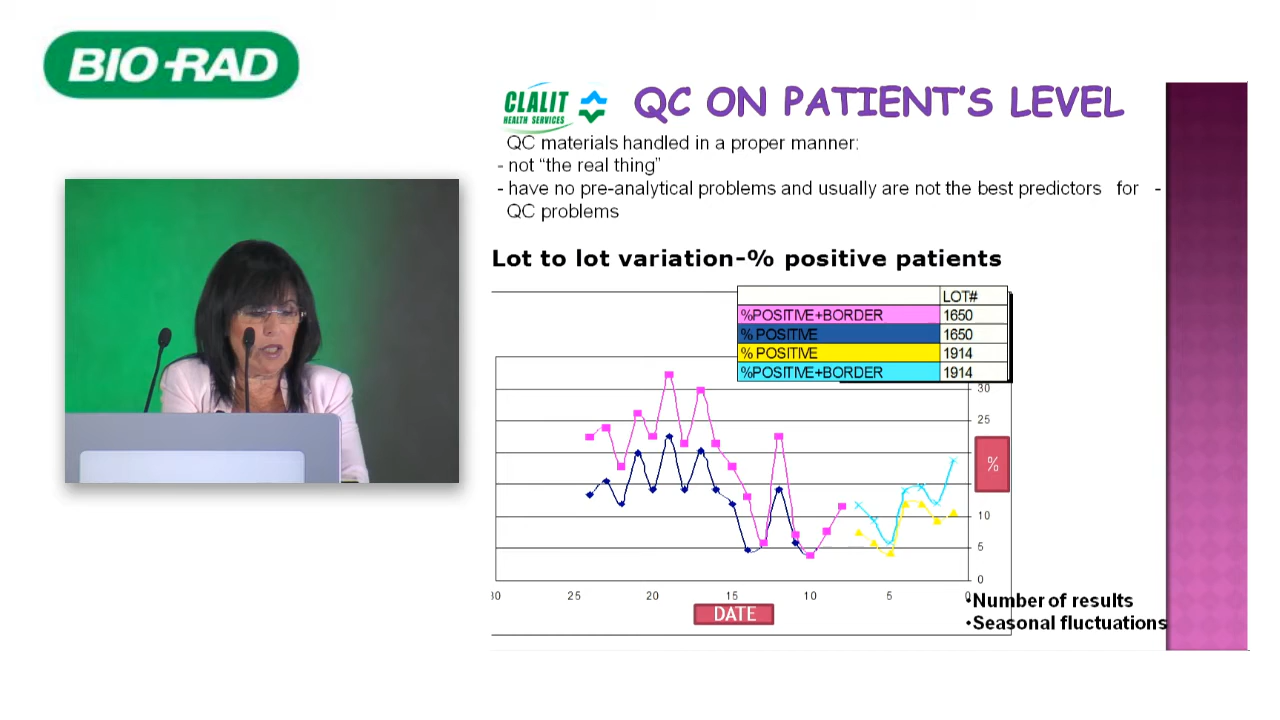 BIO-RAD
CLALIT
HEALTH SERVICES
QC ON PATIENT'S LEVEL
QC materials handled in a proper manner:
- not “the real thing”
- have no pre-analytical problems and usually are not the best predictors for -
QC problems
Lot to lot variation-% positive patients
LOT#
%POSITIVE+BORDER 1650
% POSITIVE 1650
% POSITIVE 1914
%POSITIVE+BORDER 1914
30
25
%
10
5
0
30 25 20 15 10 5 0
DATE
•Number of results
•Seasonal fluctuations